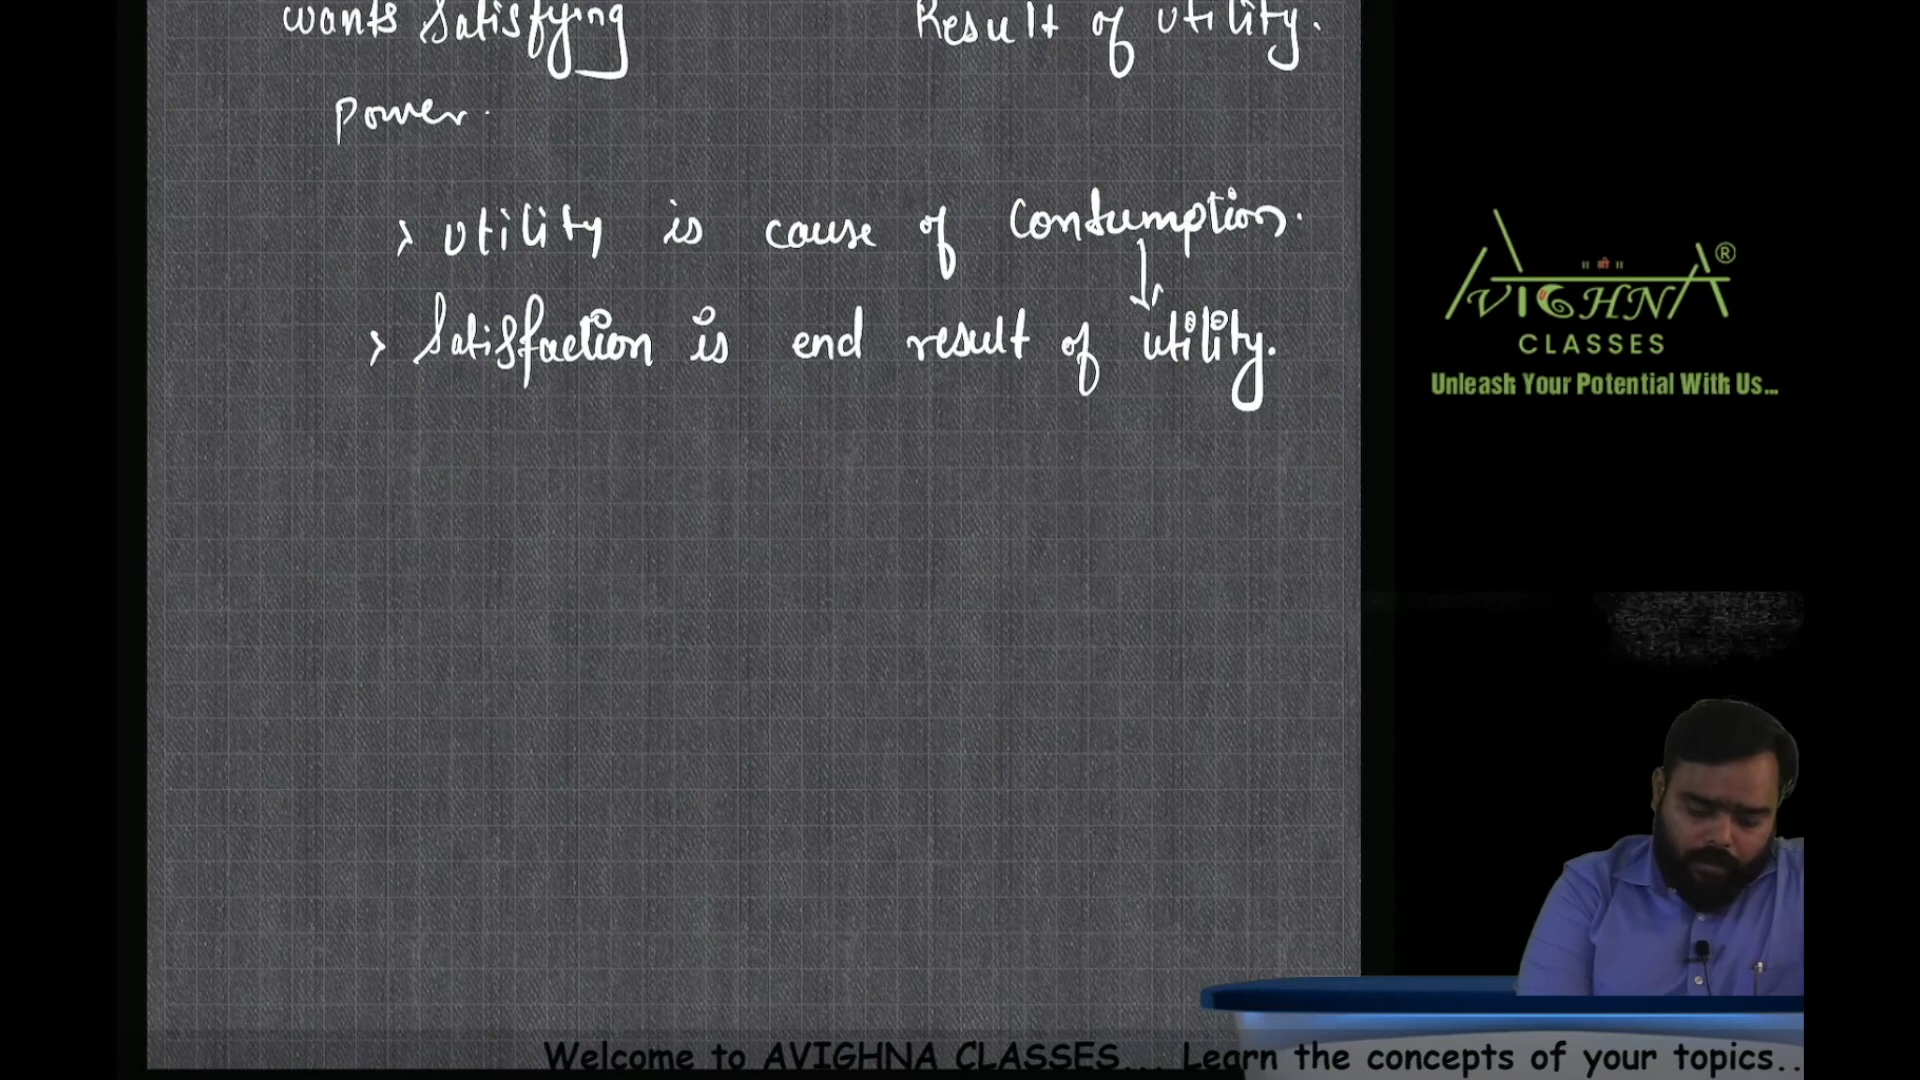 wants satisfying Result of utility.
power.
> utility is cause of Consumption.
> Satisfaction is end result of utility.
AVIGHNA ®
CLASSES
Unleash Your Potential With Us...
Welcome to AVIGHNA CLASSES... Learn the concepts of your topics..